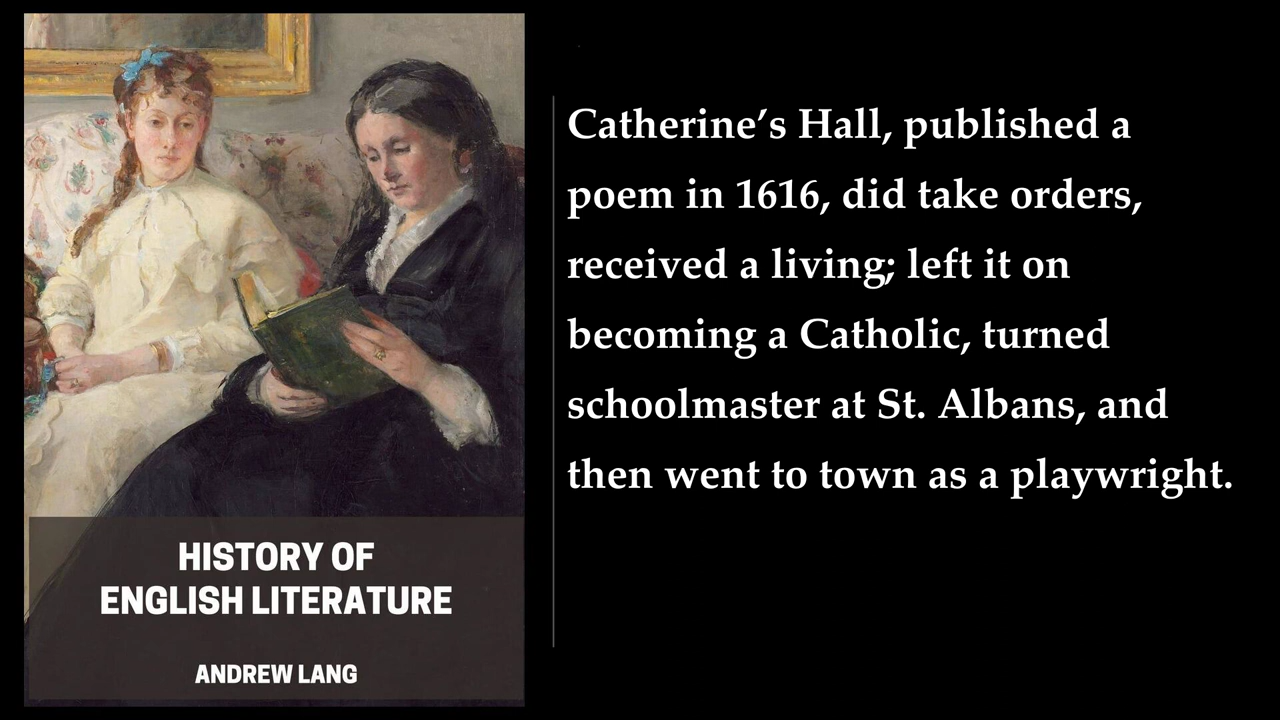 HISTORY OF
ENGLISH LITERATURE
ANDREW LANG
Catherine’s Hall, published a
poem in 1616, did take orders,
received a living; left it on
becoming a Catholic, turned
schoolmaster at St. Albans, and
then went to town as a playwright.